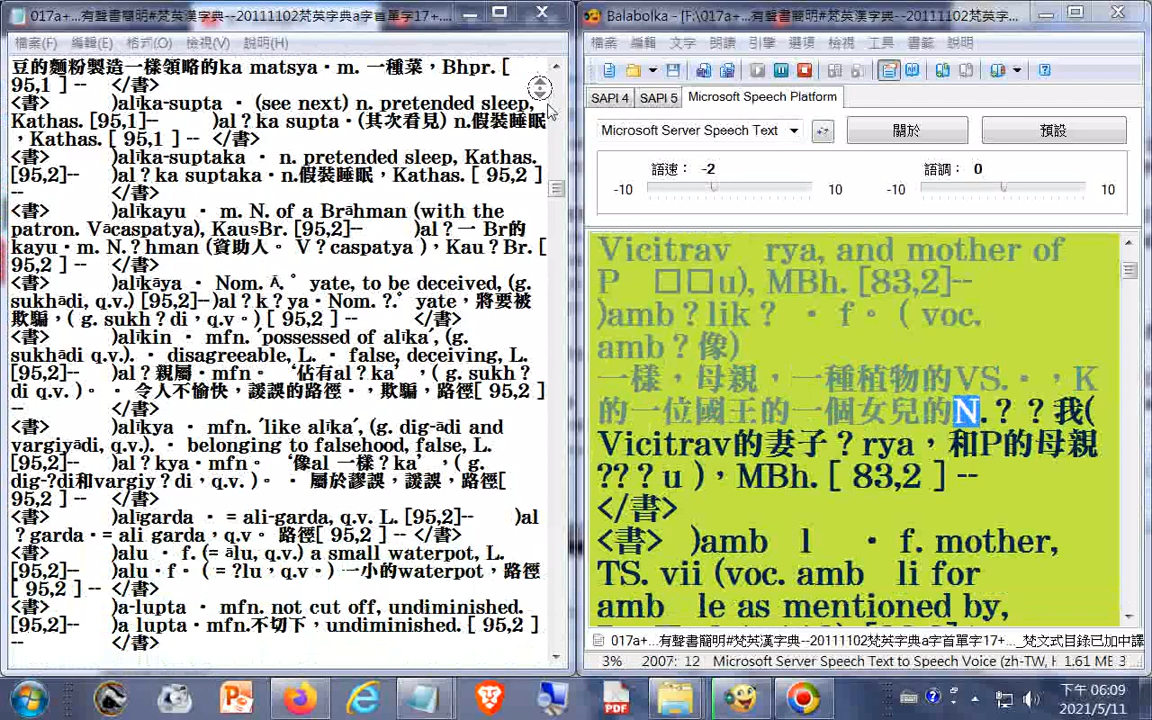 017a+...有聲書簡明#梵英漢字典--20111102梵英字典a字首單字17+...
檔案(F) 編輯(E) 格式(O) 檢視(V) 說明(H)
豆的麵粉製造一樣領略的ka matsya‧m. 一種菜，Bhpr. [
95,1 ] -- </書>
<書> )alīka-supta ‧ (see next) n. pretended sleep,
Kathas. [95,1]-- )al？ka supta‧(其次看見) n.假裝睡眠
，Kathas. [ 95,1 ] </書>
<書> )alīka-suptaka ‧ n. pretended sleep, Kathas.
[95,2]-- )al？ka suptaka‧n.假裝睡眠，Kathas. [ 95,2 ]
-- </書>
<書> )alīkayu ‧ m. N. of a Brāhman (with the
patron. Vācaspatya), KausBr. [95,2]-- )al？一 Br的
kayu‧m. N.？hman (資助人。 V？caspatya )，Kau？Br. [
95,2 ] -- </書>
<書> )alīkāya ‧ Nom. Ā.゜ yate, to be deceived, (g.
sukhādi, q.v.) [95,2]--)al？k？ya‧Nom. ?.゜yate，將要被
欺騙，( g. sukh？di，q.v。) [ 95,2 ] -- </書>
<書> )alīkin ‧ mfn. ´possessed of alīka´, (g.
sukhādi q.v.). ‧ disagreeable, L. ‧ false, deceiving, L.
[95,2]-- )al？親屬‧mfn。 ‘佔有al？ka’，( g. sukh？
di q.v. )。 ‧ 令人不愉快，諼誤的路徑‧，欺騙，路徑[ 95,2 ]
-- </書>
<書> )alīkya ‧ mfn. ´like alīka´, (g. dig-ādi and
vargiyādi, q.v.). ‧ belonging to falsehood, false, L.
[95,2]-- )al？kya‧mfn。 ‘像al 一樣？ka’，( g.
dig-?di和vargiy？di，q.v. )。 ‧ 屬於謬誤，諼誤，路徑[
95,2 ] -- </書>
<書> )alīgarda ‧ = ali-garda, q.v. L. [95,2]-- )al
？garda‧= ali garda，q.v。 路徑[ 95,2 ] -- </書>
<書> )alu ‧ f. (= ālu, q.v.) a small waterpot, L.
[95,2]-- )alu‧f。( = ?lu，q.v。) 一小的waterpot，路徑
[ 95,2 ] -- </書>
<書> )a-lupta ‧ mfn. not cut off, undiminished.
[95,2]-- )a lupta‧mfn.不切下，undiminished. [ 95,2 ]
-- </書>
Balabolka - [F:\017a+...有聲書簡明#梵英漢字典--20111102梵英字...
檔案 編輯 文字 朗讀 引擎 選項 檢視 工具 書籤 說明
SAPI 4 SAPI 5 Microsoft Speech Platform
Microsoft Server Speech Text 關於 預設
語速： -2 語調： 0
-10 10 -10 10
Vicitrav rya, and mother of
P □□u), MBh. [83,2]--
)amb？lik？ ‧ f。 ( voc.
amb？像)
一樣，母親，一種植物的VS.‧，K
的一位國王的一個女兒的N.？？我(
Vicitrav的妻子？rya，和P的母親
??？u )，MBh. [ 83,2 ] --
</書>
<書> )amb l ‧ f. mother,
TS. vii (voc. amb li for
amb le as mentioned by,
017a+...有聲書簡明#梵英漢字典--20111102梵英字典a字首單字17+..._梵文式目錄已加中譯
3% 2007: 12 Microsoft Server Speech Text to Speech Voice (zh-TW, H 1.61 MB 3
PDF
下午 06:09
2021/5/11